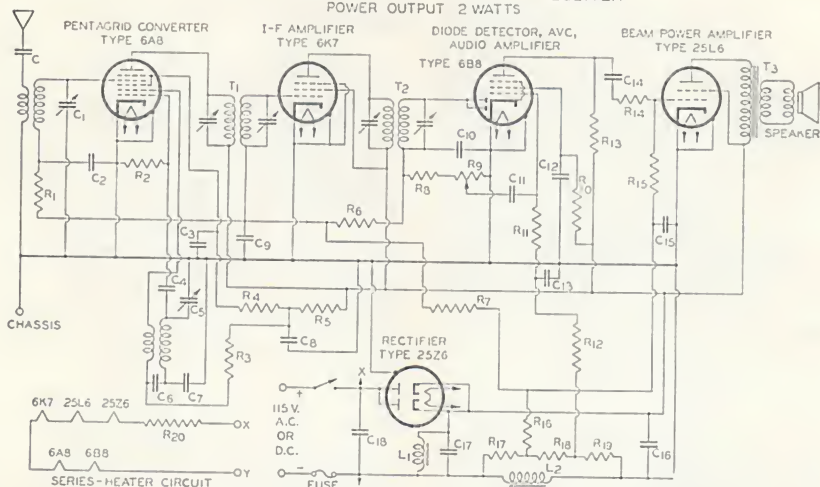 POWER OUTPUT 2 WATTS
PENTAGRID CONVERTER
TYPE 6A8
I-F AMPLIFIER
TYPE 6K7
DIODE DETECTOR, AVC,
AUDIO AMPLIFIER
TYPE 6B8
BEAM POWER AMPLIFIER
TYPE 25L6
C
C1
T1
T2
C14
R14
T3
SPEAKER
C2
R2
C10
R8
R9
C11
C12
R13
R15
R1
R6
R11
C3
C9
C15
C4
C5
C13
R4
R5
R7
CHASSIS
R3
C8
RECTIFIER
TYPE 25Z6
R12
C6
C7
X
+
115 V.
A.C.
OR
D.C.
-
FUSE
Y
C18
L1
C17
R16
R17
R18
R19
L2
C16
6K7 25L6 25Z6
R20
X
6A8 6B8
Y
SERIES-HEATER CIRCUIT